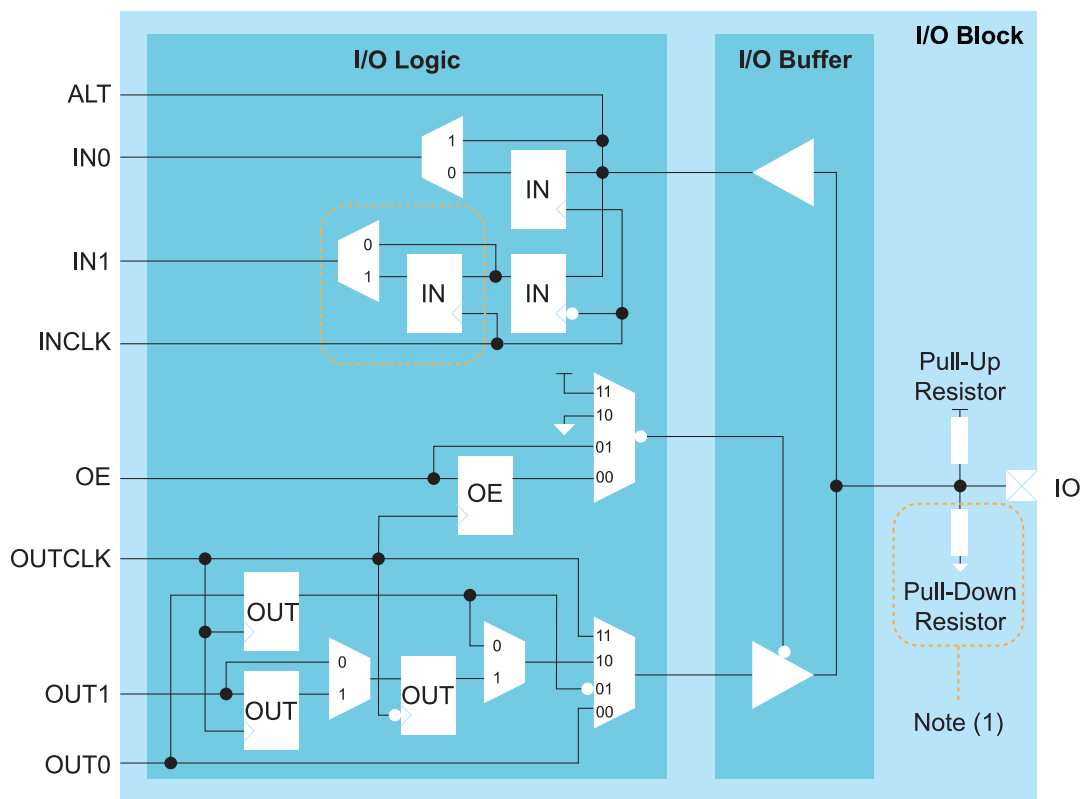 I/O Block
I/O Logic
I/O Buffer
ALT
1
IN0
0
IN
0
IN1
1
IN
IN
INCLK
Pull-Up
Resistor
11
10
01
OE
00
OE
IO
OUTCLK
OUT
Pull-Down
Resistor
11
0
0
10
1
1
01
OUT1
OUT
OUT
00
Note (1)
OUT0